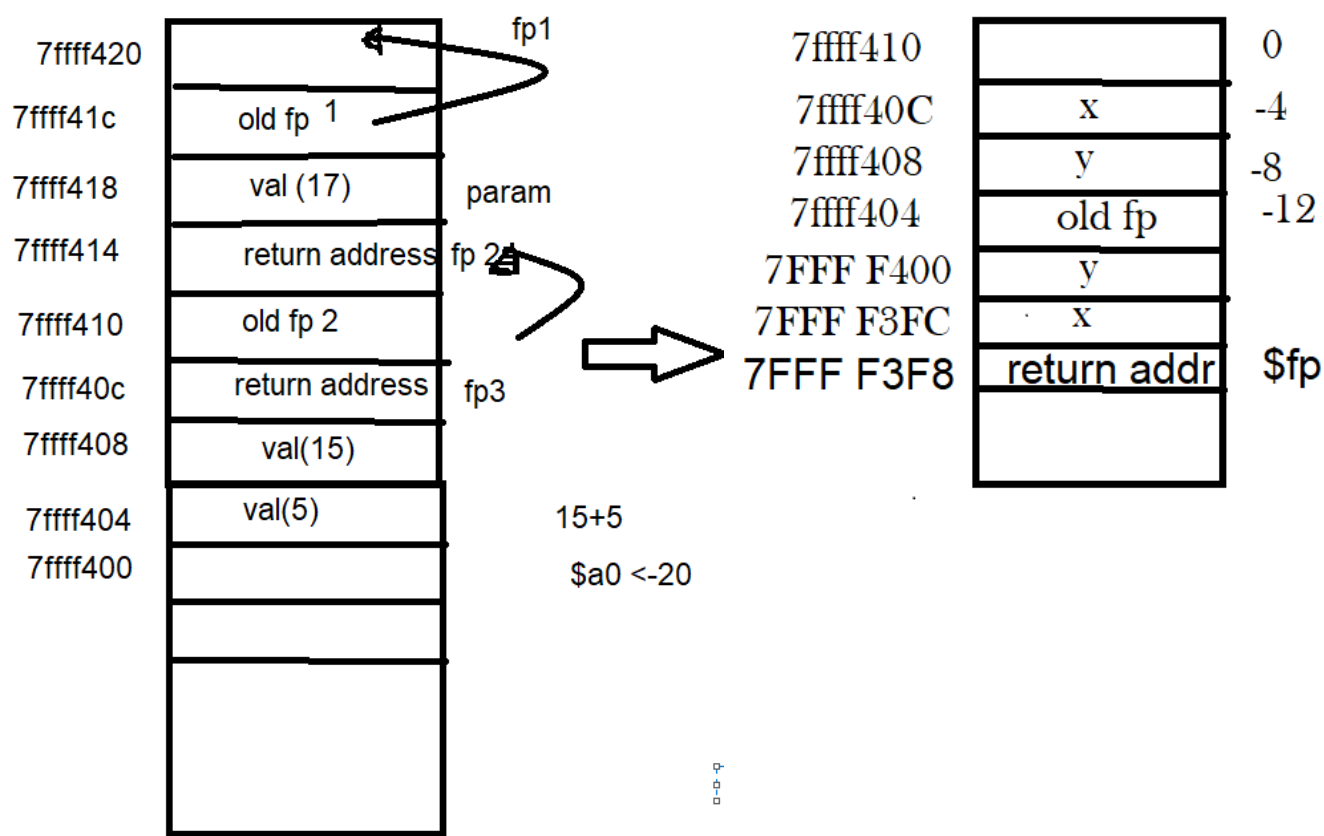 fp1
7ffff420
7ffff41c old fp 1
7ffff418 val (17) param
7ffff414 return address fp 2
7ffff410 old fp 2
7ffff40c return address fp3
7ffff408 val(15)
7ffff404 val(5) 15+5
7ffff400 $a0 <-20
7ffff410 0
7ffff40C x -4
7ffff408 y -8
7ffff404 old fp -12
7FFF F400 y
7FFF F3FC x
7FFF F3F8 return addr $fp